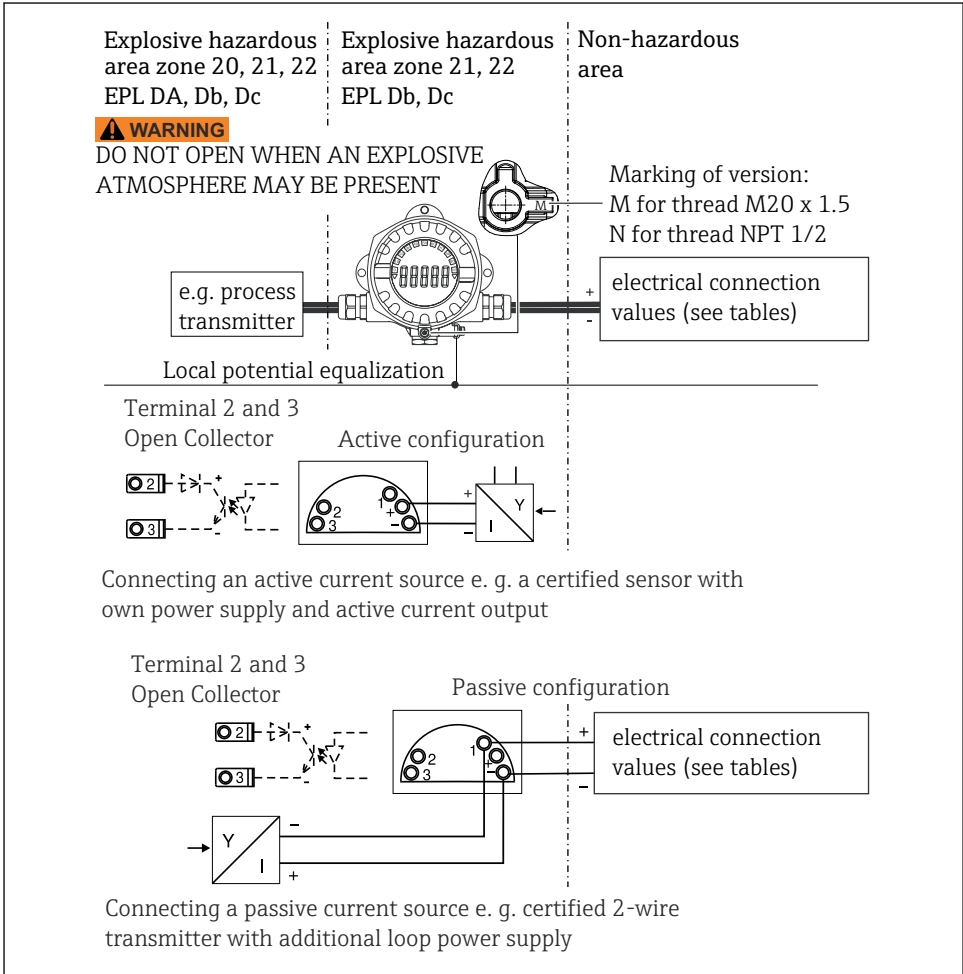 Explosive hazardous
area zone 20, 21, 22
EPL DA, Db, Dc
Explosive hazardous
area zone 21, 22
EPL Db, Dc
Non-hazardous
area
WARNING
DO NOT OPEN WHEN AN EXPLOSIVE
ATMOSPHERE MAY BE PRESENT
M
Marking of version:
M for thread M20 x 1.5
N for thread NPT 1/2
e.g. process
transmitter
+
-
electrical connection
values (see tables)
Local potential equalization
Terminal 2 and 3
Open Collector
Active configuration
2
+
3
-
1
2
+
3
-
+
-
Y
I
Connecting an active current source e. g. a certified sensor with
own power supply and active current output
Terminal 2 and 3
Open Collector
Passive configuration
2
+
3
-
1
2
+
3
-
+
-
electrical connection
values (see tables)
Y
I
-
+
Connecting a passive current source e. g. certified 2-wire
transmitter with additional loop power supply